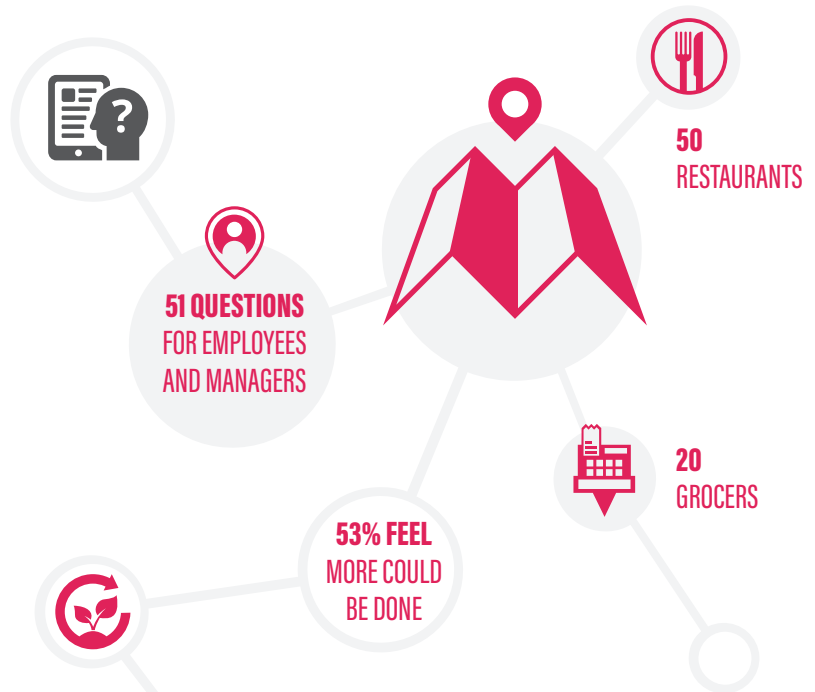 ?
50
RESTAURANTS
51 QUESTIONS
FOR EMPLOYEES
AND MANAGERS
20
GROCERS
53% FEEL
MORE COULD
BE DONE